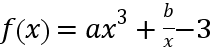 f(x) = ax³ + b/x − 3